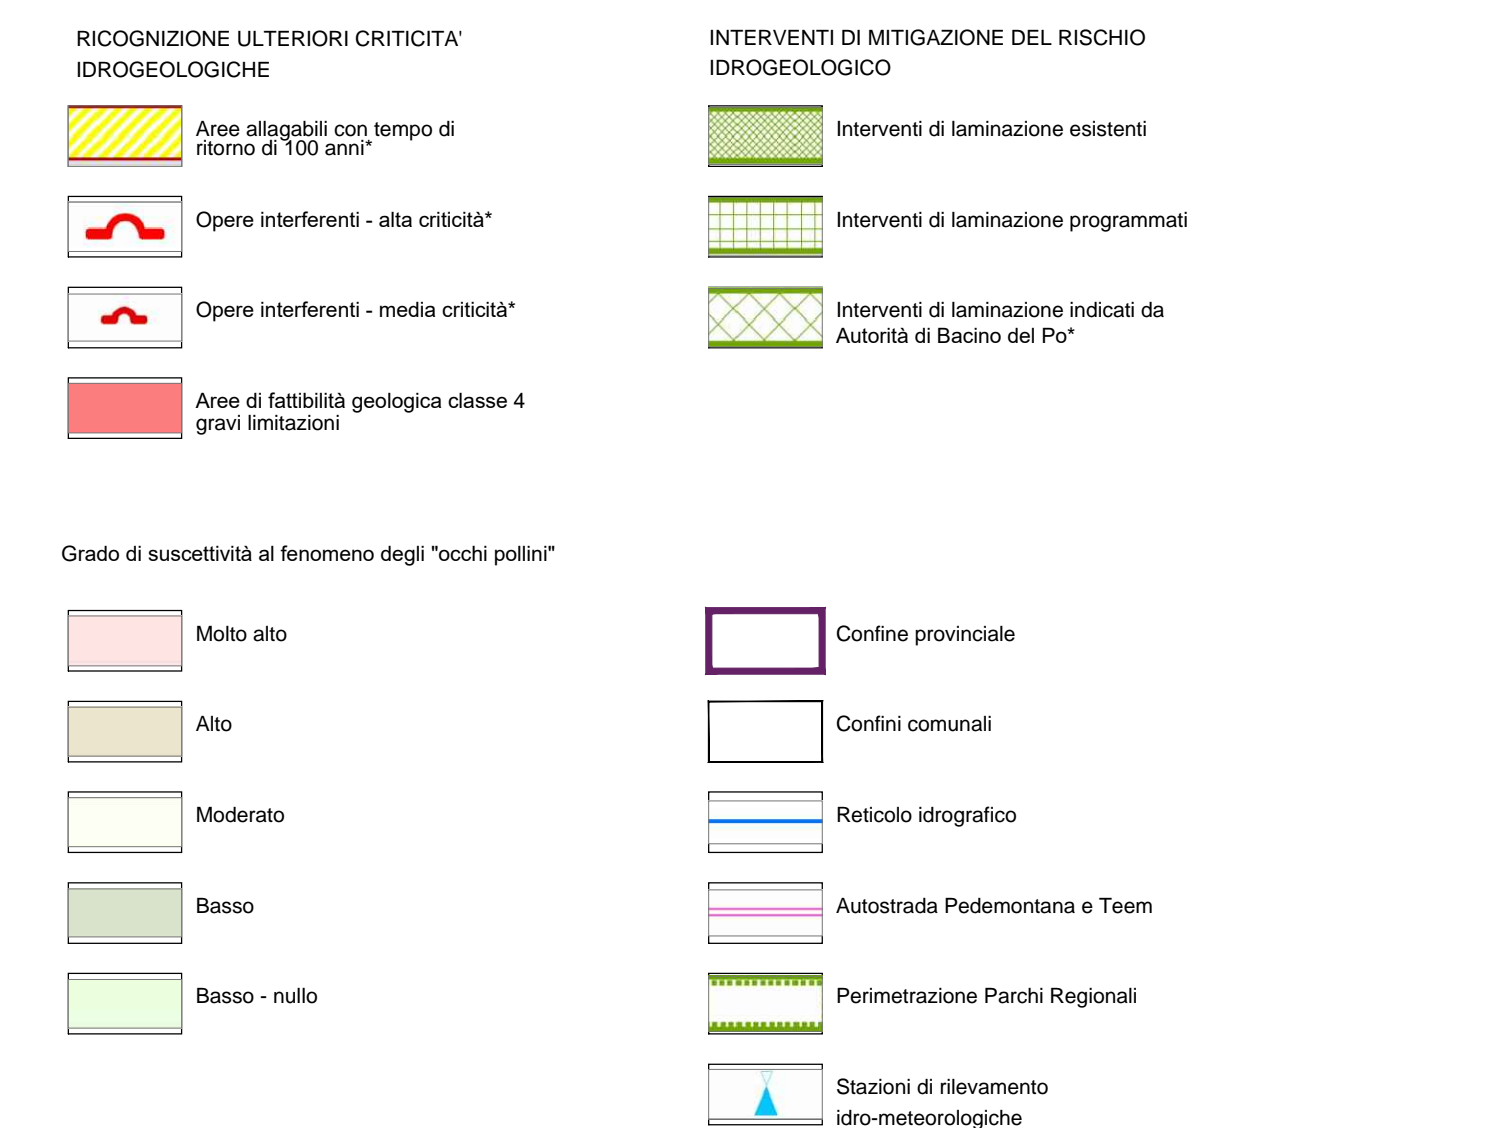 RICOGNIZIONE ULTERIORI CRITICITA'
IDROGEOLOGICHE
Aree allagabili con tempo di
ritorno di 100 anni*
Opere interferenti - alta criticità*
Opere interferenti - media criticità*
Aree di fattibilità geologica classe 4
gravi limitazioni
INTERVENTI DI MITIGAZIONE DEL RISCHIO
IDROGEOLOGICO
Interventi di laminazione esistenti
Interventi di laminazione programmati
Interventi di laminazione indicati da
Autorità di Bacino del Po*
Grado di suscettività al fenomeno degli "occhi pollini"
Molto alto
Alto
Moderato
Basso
Basso - nullo
Confine provinciale
Confini comunali
Reticolo idrografico
Autostrada Pedemontana e Teem
Perimetrazione Parchi Regionali
Stazioni di rilevamento
idro-meteorologiche